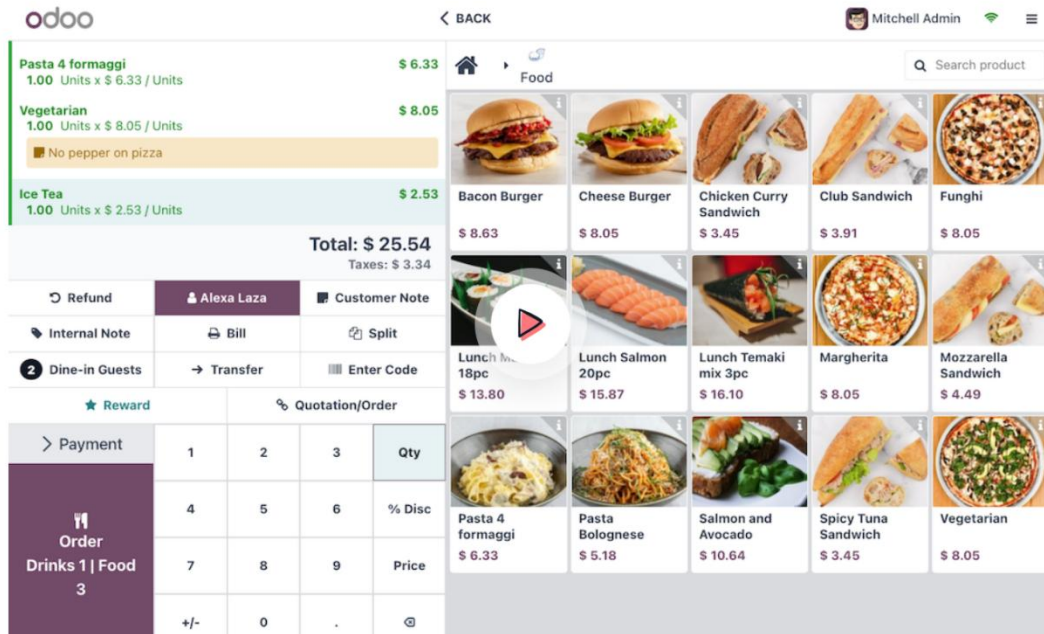 odoo
BACK
Mitchell Admin
Pasta 4 formaggi $ 6.33
1.00 Units x $ 6.33 / Units
Vegetarian $ 8.05
1.00 Units x $ 8.05 / Units
No pepper on pizza
Ice Tea $ 2.53
1.00 Units x $ 2.53 / Units
Total: $ 25.54
Taxes: $ 3.34
Refund Alexa Laza Customer Note
Internal Note Bill Split
2 Dine-in Guests Transfer Enter Code
Reward Quotation/Order
Payment
1 2 3 Qty
4 5 6 % Disc
7 8 9 Price
+/- 0 .
Order
Drinks 1 | Food
3
Food
Search product
Bacon Burger
$ 8.63
Cheese Burger
$ 8.05
Chicken Curry
Sandwich
$ 3.45
Club Sandwich
$ 3.91
Funghi
$ 8.05
Lunch
18pc
$ 13.80
Lunch Salmon
20pc
$ 15.87
Lunch Temaki
mix 3pc
$ 16.10
Margherita
$ 8.05
Mozzarella
Sandwich
$ 4.49
Pasta 4
formaggi
$ 6.33
Pasta
Bolognese
$ 5.18
Salmon and
Avocado
$ 10.64
Spicy Tuna
Sandwich
$ 3.45
Vegetarian
$ 8.05